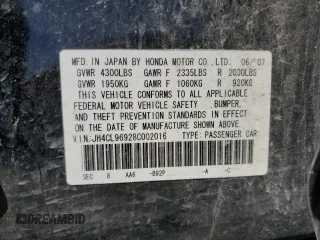 MFD. IN JAPAN BY HONDA MOTOR CO.,LTD. 06/07
GVWR 4300LBS GAWR F 2335LBS R 2030LBS
GVWR 1950KG GAWR F 1060KG R 920KG
THIS VEHICLE CONFORMS TO ALL APPLICABLE
FEDERAL MOTOR VEHICLE SAFETY, BUMPER,
AND THEFT PREVENTION STANDARDS IN EFFECT
ON THE DATE OF MANUFACTURE SHOWN ABOVE.
V.I.N.:JH4CL96928C002016 TYPE: PASSENGER CAR
SEC 8 AA6 -B92P -A -C